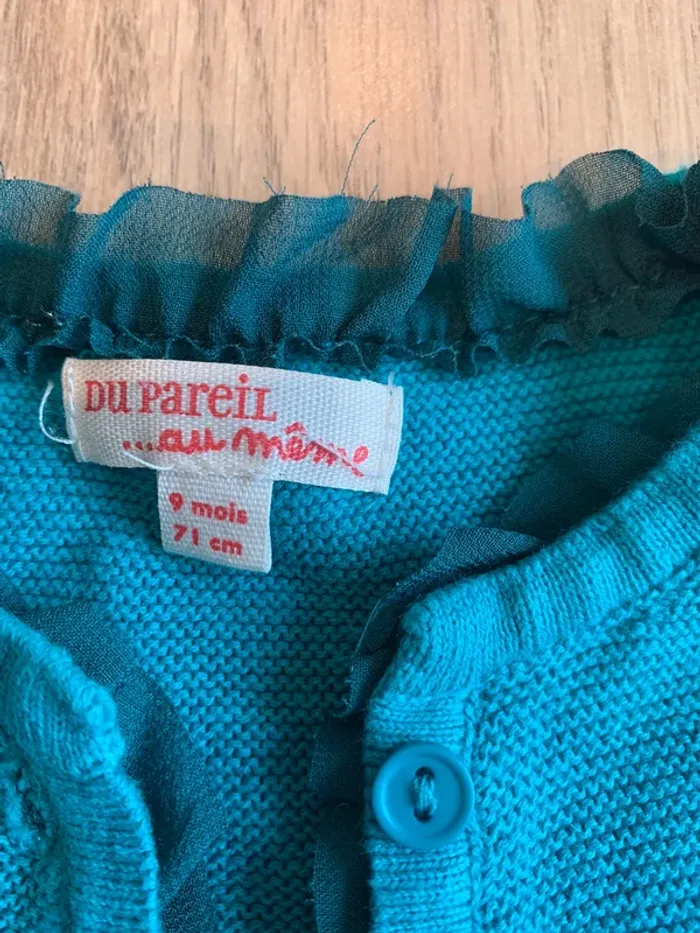 DU PareiL
...au même
9 mois
71 cm